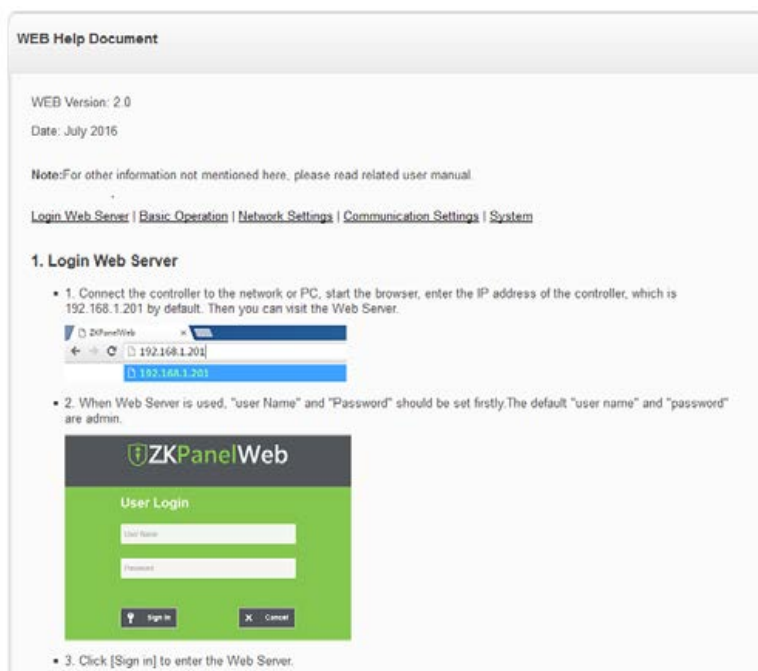 WEB Help Document
WEB Version: 2.0
Date: July 2016
Note:For other information not mentioned here, please read related user manual.
Login Web Server | Basic Operation | Network Settings | Communication Settings | System
1. Login Web Server
▪ 1. Connect the controller to the network or PC, start the browser, enter the IP address of the controller, which is
192.168.1.201 by default. Then you can visit the Web Server.
ZKPanelWeb ×
192.168.1.201
192.168.1.201
▪ 2. When Web Server is used, "user Name" and "Password" should be set firstly.The default "user name" and "password"
are admin.
ZKPanelWeb
User Login
User Name
Password
Sign in X Cancel
▪ 3. Click [Sign in] to enter the Web Server.